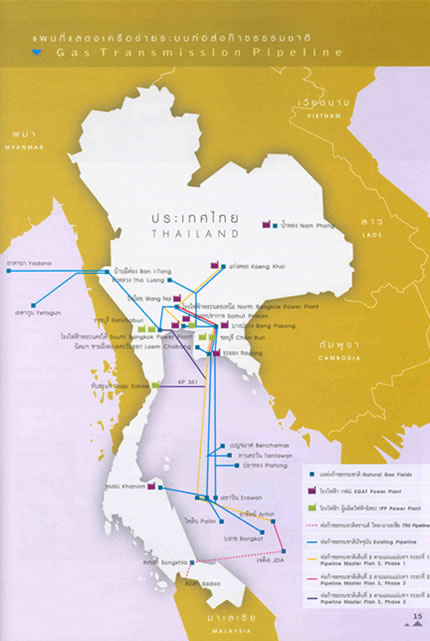 แผนที่แสดงเครือข่ายระบบท่อส่งก๊าซธรรมชาติ
Gas Transmission Pipeline
เวียดนาม
VIETNAM
พม่า
MYANMAR
ประเทศไทย
THAILAND
น้ำพอง Nam Phong
ลาว
LAOS
ยาดานา Yadana
บ้านอีต่อง Ban I-Tong
แก่งคอย Kaeng Khoi
ท่าหลวง Tha Luang
เยตากุน Yetagun
วังน้อย Wang Noi
โรงไฟฟ้าพระนครเหนือ North Bangkok Power Plant
ราชบุรี Ratchaburi
สมุทรปราการ Samut Prakan
บางปะกง Bang Pakong
โรงไฟฟ้าพระนครใต้ South Bangkok Power Plant
ชลบุรี Chon Buri
Laem Chabang
ระยอง Rayong
กัมพูชา
CAMBODIA
ทับสะแก Thap Sakae
KP 361
เบญจมาศ Benchamas
ทานตะวัน Tantawan
ปลาทอง Platong
ขนอม Khanom
เอราวัณ Erawan
อาทิตย์ Arthit
ไพลิน Pailin
บงกช Bongkot
สงขลา Songkhla
เจดีเอ JDA
สะเดา Sadao
มาเลเซีย
MALAYSIA
แหล่งก๊าซธรรมชาติ Natural Gas Fields
โรงไฟฟ้า กฟผ. EGAT Power Plant
โรงไฟฟ้า ผู้ผลิตไฟฟ้าอิสระ IPP Power Plant
ท่อก๊าซธรรมชาติสายส่ง ไทย-มาเลเซีย TTM Pipeline
ท่อก๊าซธรรมชาติปัจจุบัน Existing Pipeline
ท่อก๊าซธรรมชาติเส้นที่ 3 ตามแผนแม่บทฯ ระยะที่ 1
Pipeline Master Plan 3, Phase 1
ท่อก๊าซธรรมชาติเส้นที่ 3 ตามแผนแม่บทฯ ระยะที่
Pipeline Master Plan 3, Phase 2
ท่อก๊าซธรรมชาติเส้นที่ 3 ตามแผนแม่บทฯ ระยะที่
Pipeline Master Plan 3, Phase 3
15